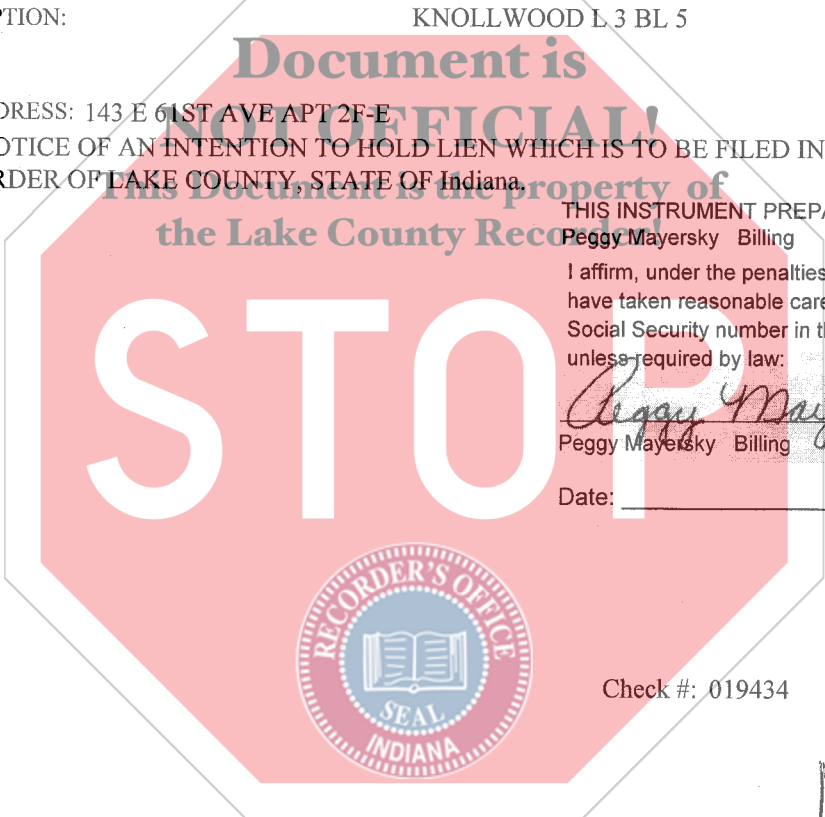 PTION: KNOLLWOOD L 3 BL 5
Document is
DRESS: 143 E 61ST AVE APT 2F-E
NOT OFFICIAL!
OTICE OF AN INTENTION TO HOLD LIEN WHICH IS TO BE FILED IN
RDER OF LAKE COUNTY, STATE OF Indiana.
This Document is the property of
the Lake County Recorder!
THIS INSTRUMENT PREPA
Peggy Mayersky Billing
I affirm, under the penalties
have taken reasonable care
Social Security number in th
unless required by law:
Peggy May
Peggy Mayersky Billing
Date:
STOP
RECORDER'S OFFICE
SEAL
INDIANA
Check #: 019434